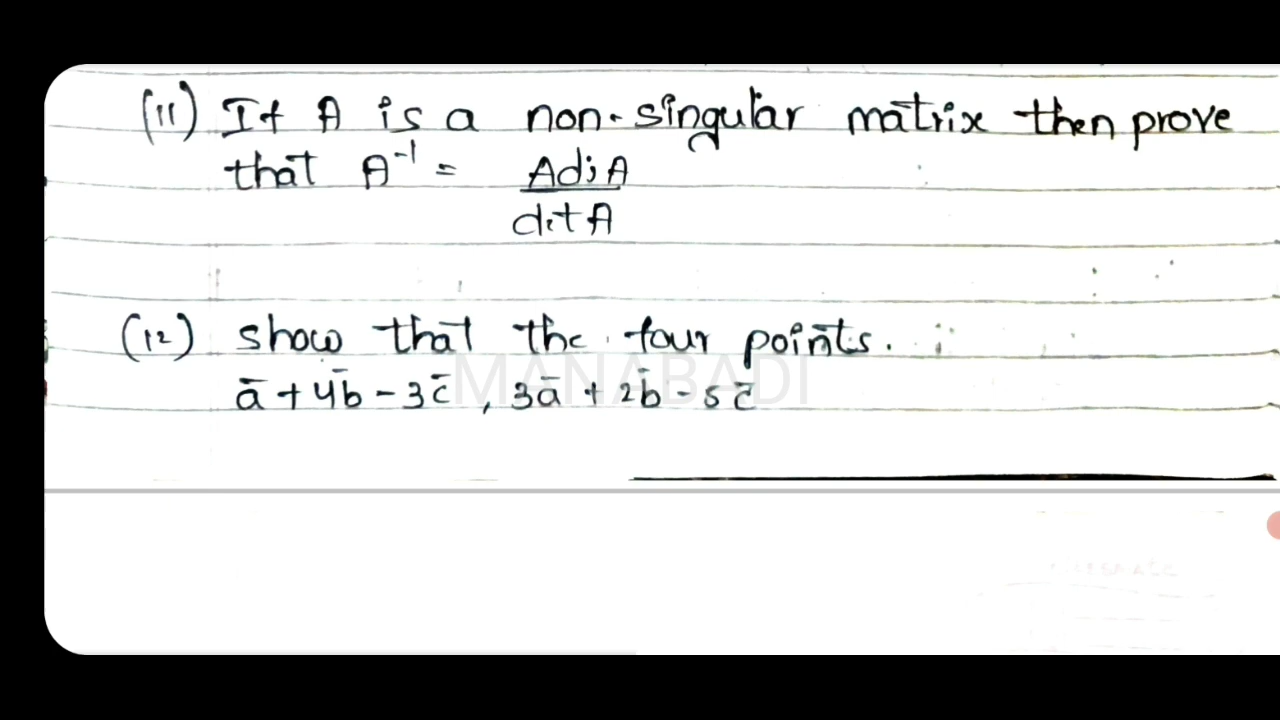 (11) If A is a non-singular matrix then prove
that A⁻¹ = AdjA
detA
(12) show that the four points.
ā + 4b̄ - 3c̄ , 3ā + 2b̄ - 5c̄
MANABADI